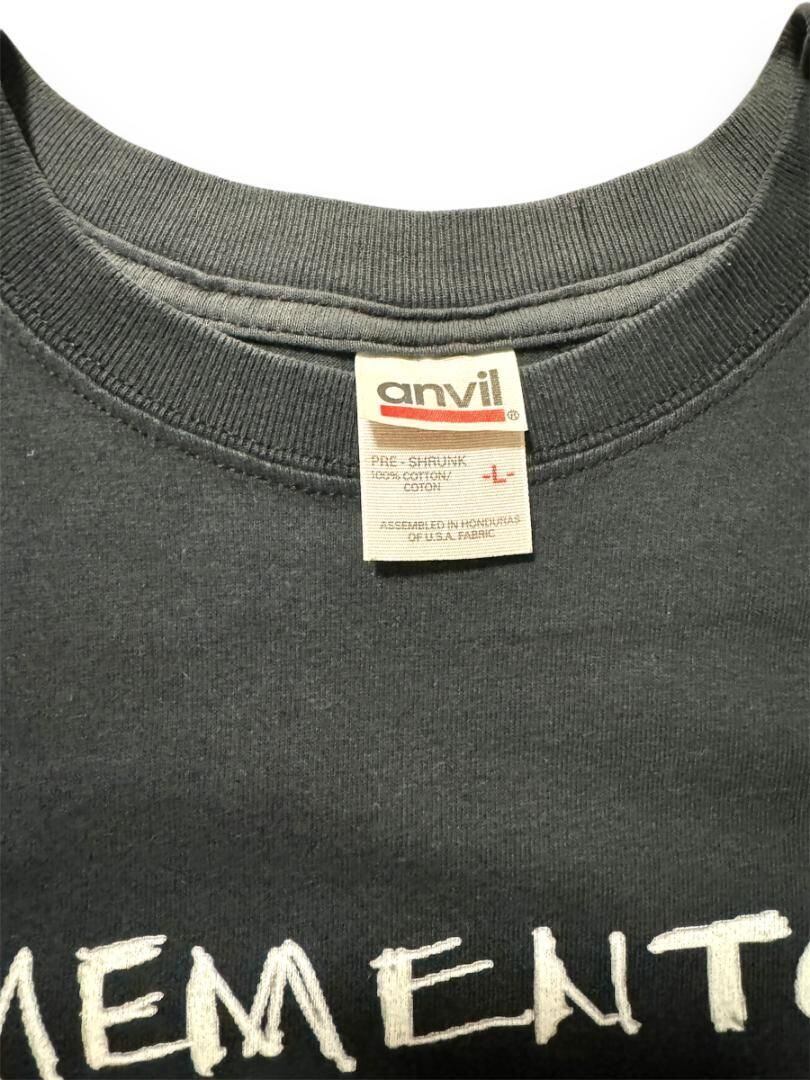 anvil®
PRE-SHRUNK
100% COTTON/
COTON
-L-
ASSEMBLED IN HONDURAS
OF U.S.A. FABRIC
MEMENTO